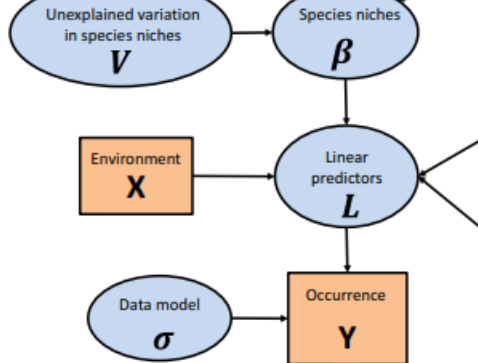 Unexplained variation
in species niches
V
Species niches
β
Environment
X
Linear
predictors
L
Data model
σ
Occurrence
Y